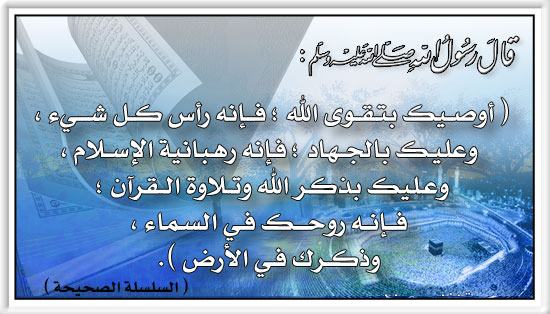 قال رسول الله صلى الله عليه وسلم :
( أوصيك بتقوى الله ؛ فإنه رأس كل شيء ،
وعليك بالجهاد ؛ فإنه رهبانية الإسلام ،
وعليك بذكر الله وتلاوة القرآن ؛
فإنه روحك في السماء ،
وذكرك في الأرض ) .
( السلسلة الصحيحة )